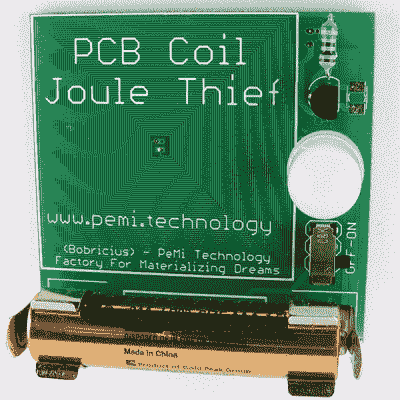 PCB Coil
Joule Thief
www.pemi.technology
(Bobricius) - PeMi Technology
Factory For Materializing Dreams
OFF-ON
Made in China
Product of Gold Peak Group